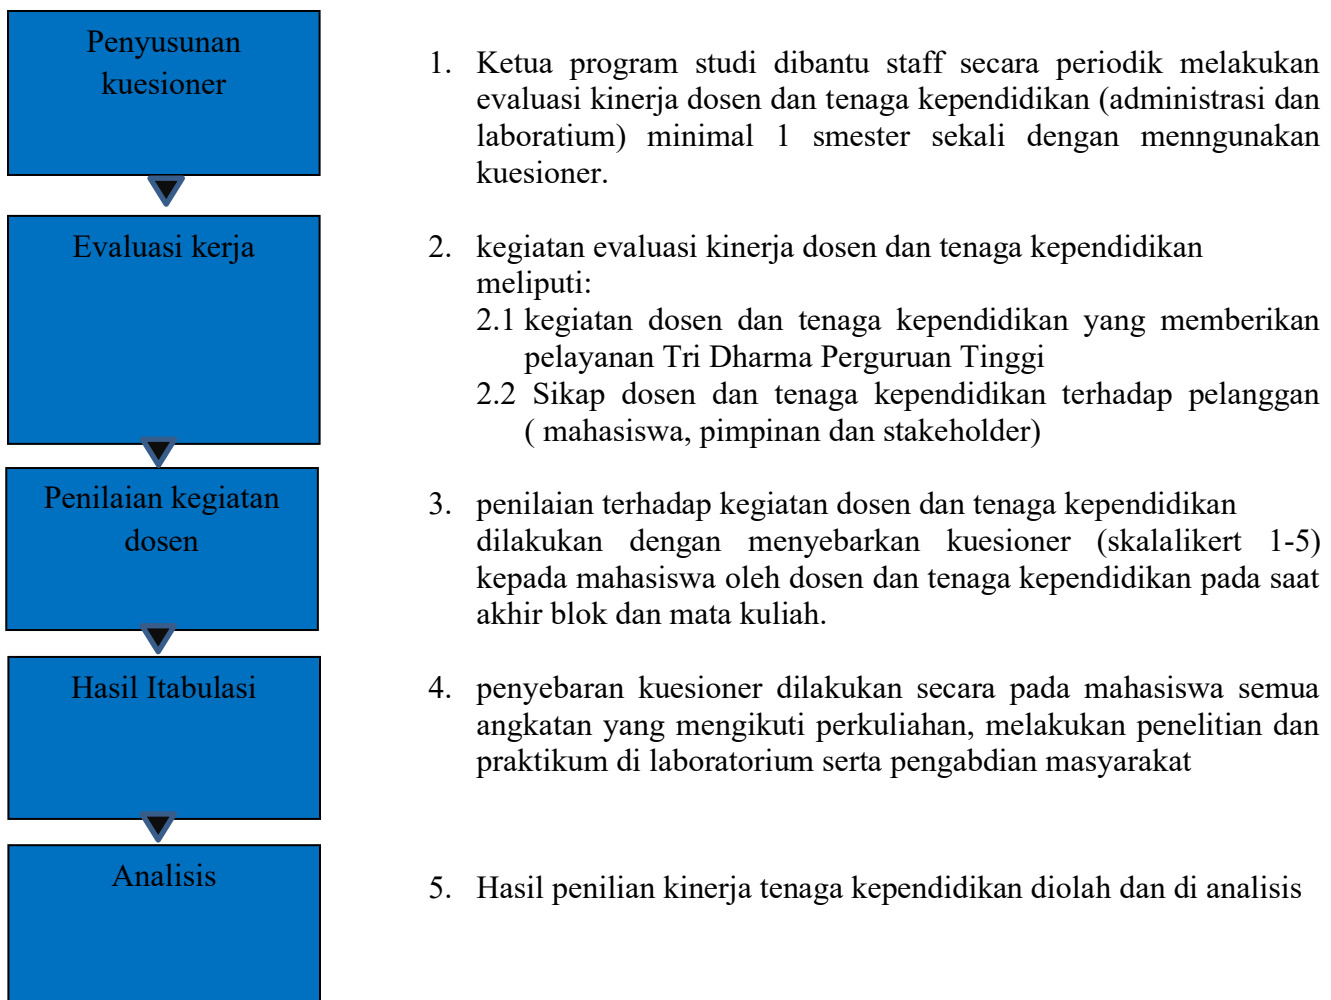 Penyusunan
kuesioner
1. Ketua program studi dibantu staff secara periodik melakukan
evaluasi kinerja dosen dan tenaga kependidikan (administrasi dan
laboratium) minimal 1 smester sekali dengan menngunakan
kuesioner.
Evaluasi kerja
2. kegiatan evaluasi kinerja dosen dan tenaga kependidikan
meliputi:
2.1 kegiatan dosen dan tenaga kependidikan yang memberikan
pelayanan Tri Dharma Perguruan Tinggi
2.2 Sikap dosen dan tenaga kependidikan terhadap pelanggan
( mahasiswa, pimpinan dan stakeholder)
Penilaian kegiatan
dosen
3. penilaian terhadap kegiatan dosen dan tenaga kependidikan
dilakukan dengan menyebarkan kuesioner (skalalikert 1-5)
kepada mahasiswa oleh dosen dan tenaga kependidikan pada saat
akhir blok dan mata kuliah.
Hasil Itabulasi
4. penyebaran kuesioner dilakukan secara pada mahasiswa semua
angkatan yang mengikuti perkuliahan, melakukan penelitian dan
praktikum di laboratorium serta pengabdian masyarakat
Analisis
5. Hasil penilian kinerja tenaga kependidikan diolah dan di analisis